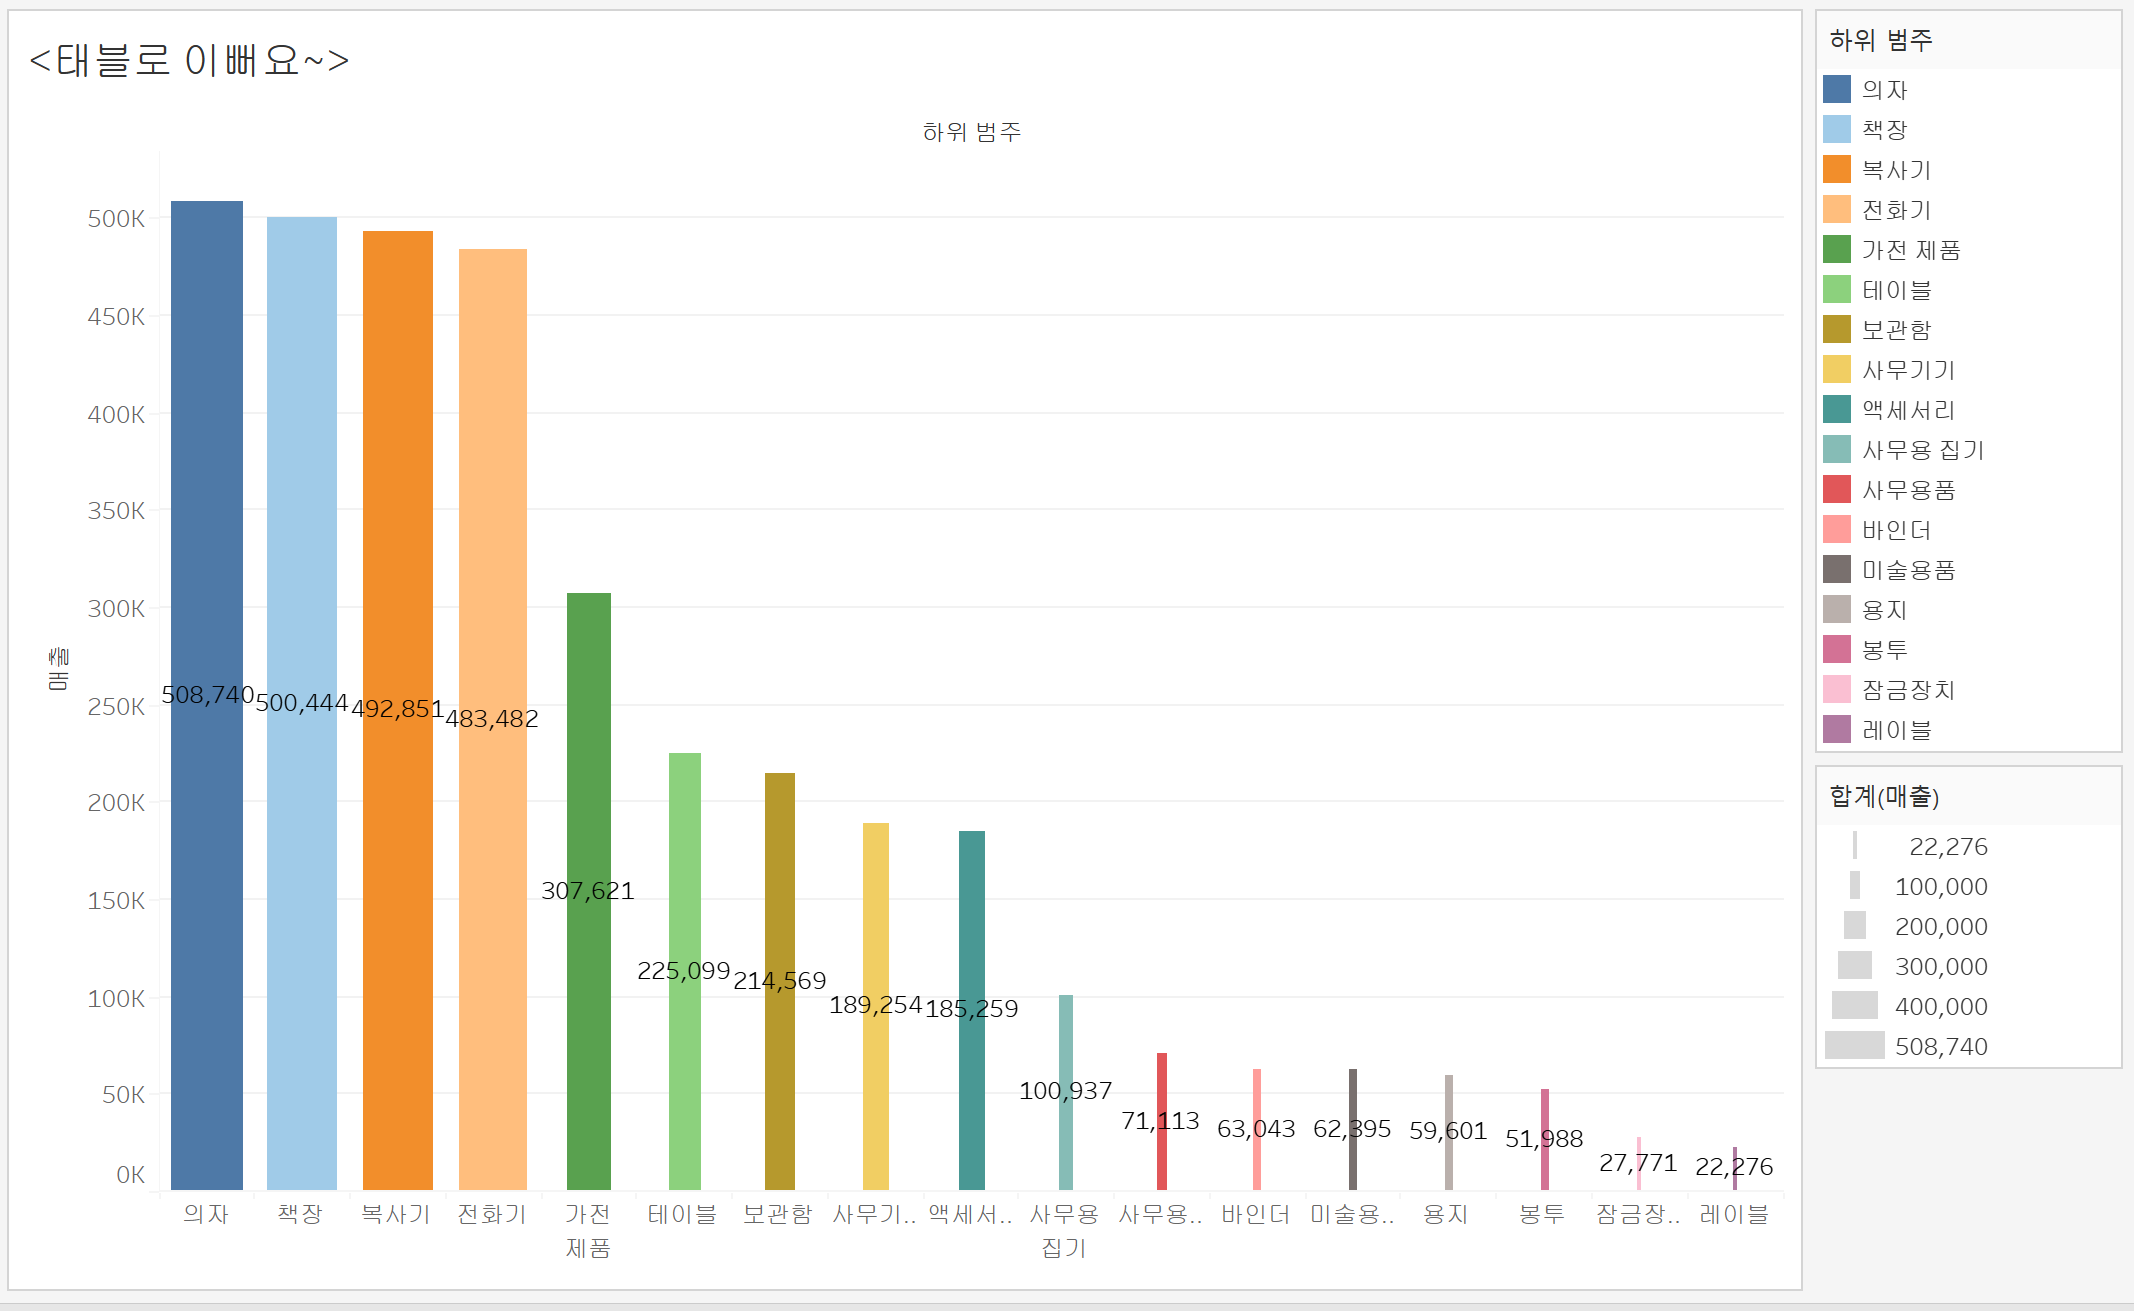 <태블로 이뻐요~>
하위 범주
500K
450K
400K
350K
300K
250K
200K
150K
100K
50K
0K
매출
508,740
500,444
492,851
483,482
307,621
225,099
214,569
189,254
185,259
100,937
71,113
63,043
62,395
59,601
51,988
27,771
22,276
의자
책장
복사기
전화기
가전
제품
테이블
보관함
사무기..
액세서..
사무용
집기
사무용..
바인더
미술용..
용지
봉투
잠금장..
레이블
하위 범주
의자
책장
복사기
전화기
가전 제품
테이블
보관함
사무기기
액세서리
사무용 집기
사무용품
바인더
미술용품
용지
봉투
잠금장치
레이블
합계(매출)
22,276
100,000
200,000
300,000
400,000
508,740